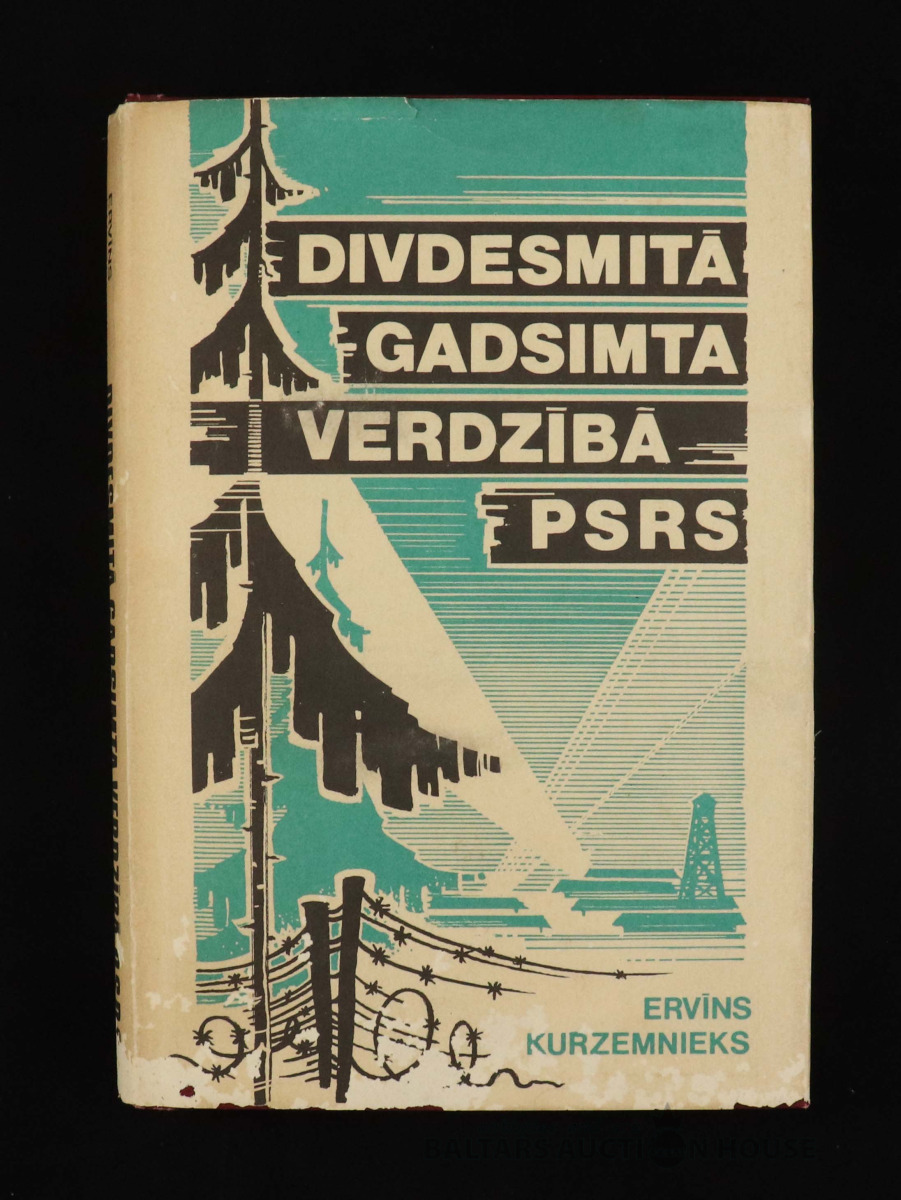 DIVDESMITĀ
GADSIMTA
VERDZĪBĀ
PSRS
ERVĪNS
KURZEMNIEKS
BALTARS AUCTION HOUSE